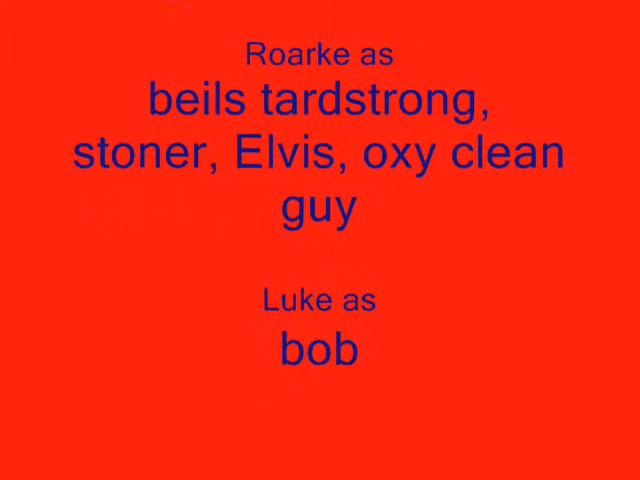 Roarke as
beils tardstrong,
stoner, Elvis, oxy clean
guy
Luke as
bob